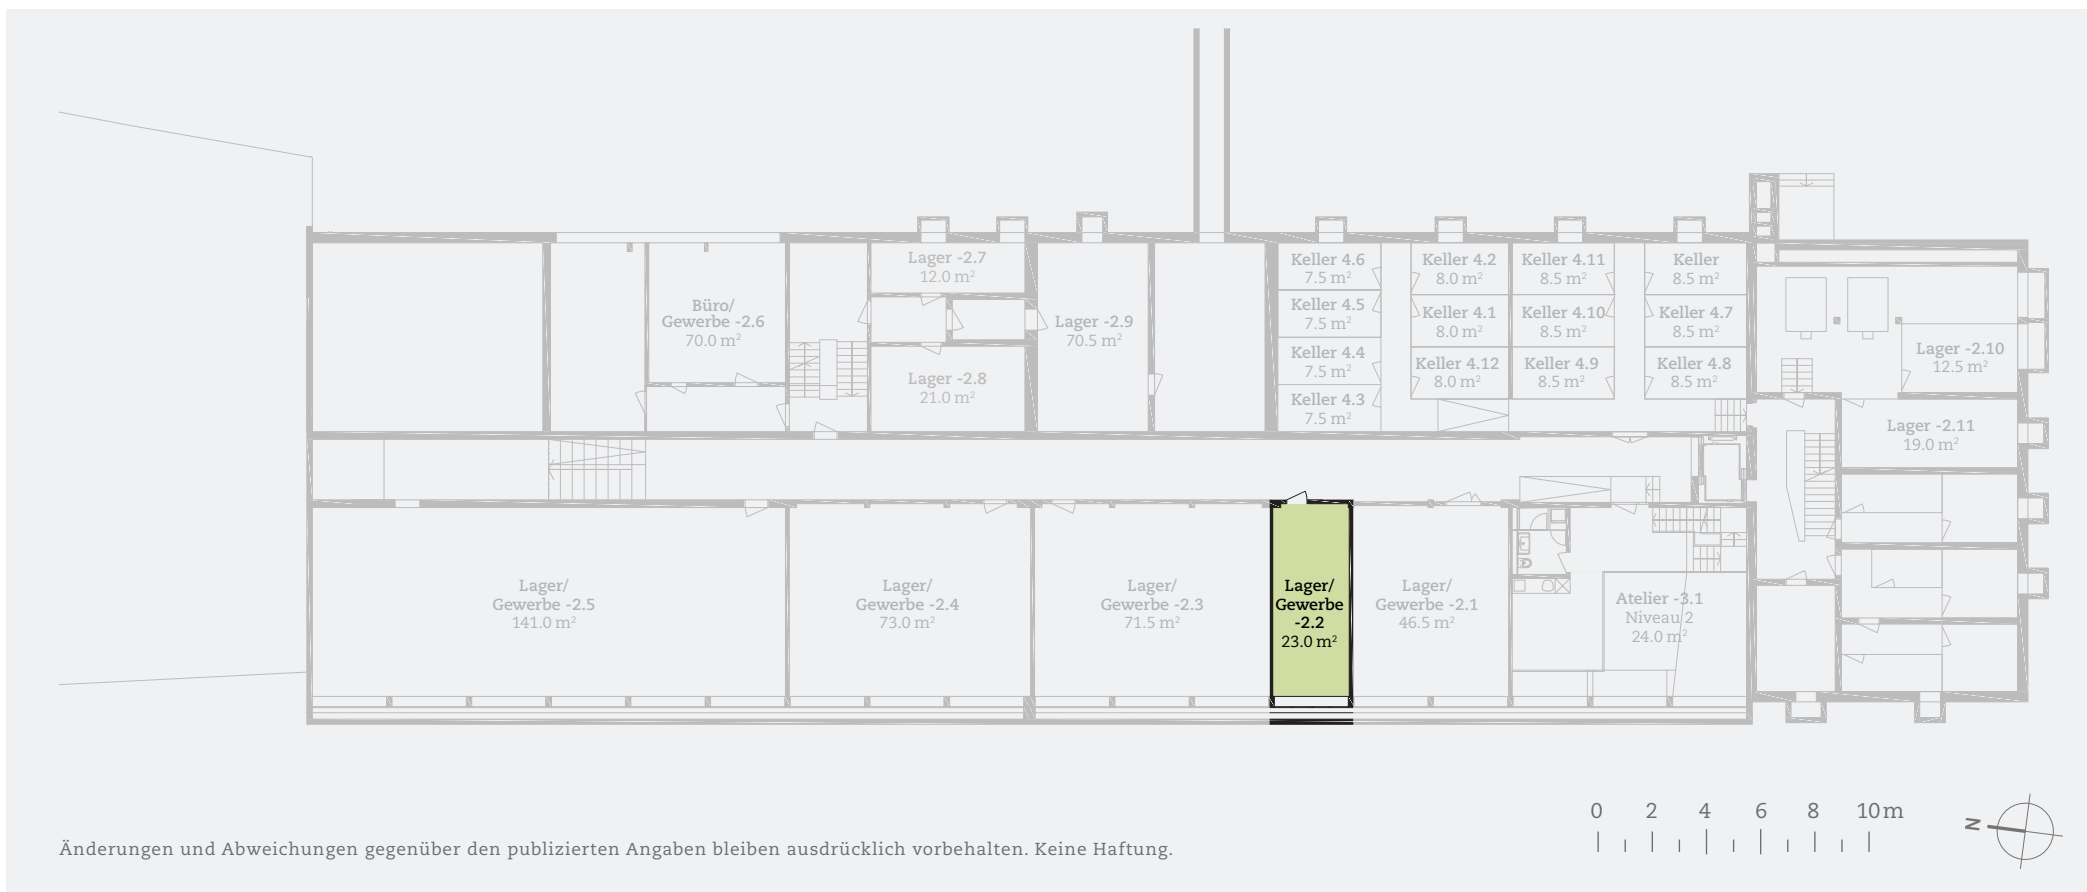 Lager -2.7
12.0 m²
Büro/
Gewerbe -2.6
70.0 m²
Lager -2.8
21.0 m²
Lager -2.9
70.5 m²
Keller 4.6
7.5 m²
Keller 4.5
7.5 m²
Keller 4.4
7.5 m²
Keller 4.3
7.5 m²
Keller 4.2
8.0 m²
Keller 4.1
8.0 m²
Keller 4.12
8.0 m²
Keller 4.11
8.5 m²
Keller 4.10
8.5 m²
Keller 4.9
8.5 m²
Keller
8.5 m²
Keller 4.7
8.5 m²
Keller 4.8
8.5 m²
Lager -2.10
12.5 m²
Lager -2.11
19.0 m²
Lager/
Gewerbe -2.5
141.0 m²
Lager/
Gewerbe -2.4
73.0 m²
Lager/
Gewerbe -2.3
71.5 m²
Lager/
Gewerbe
-2.2
23.0 m²
Lager/
Gewerbe -2.1
46.5 m²
Atelier -3.1
Niveau 2
24.0 m²
0 2 4 6 8 10 m
N
Änderungen und Abweichungen gegenüber den publizierten Angaben bleiben ausdrücklich vorbehalten. Keine Haftung.